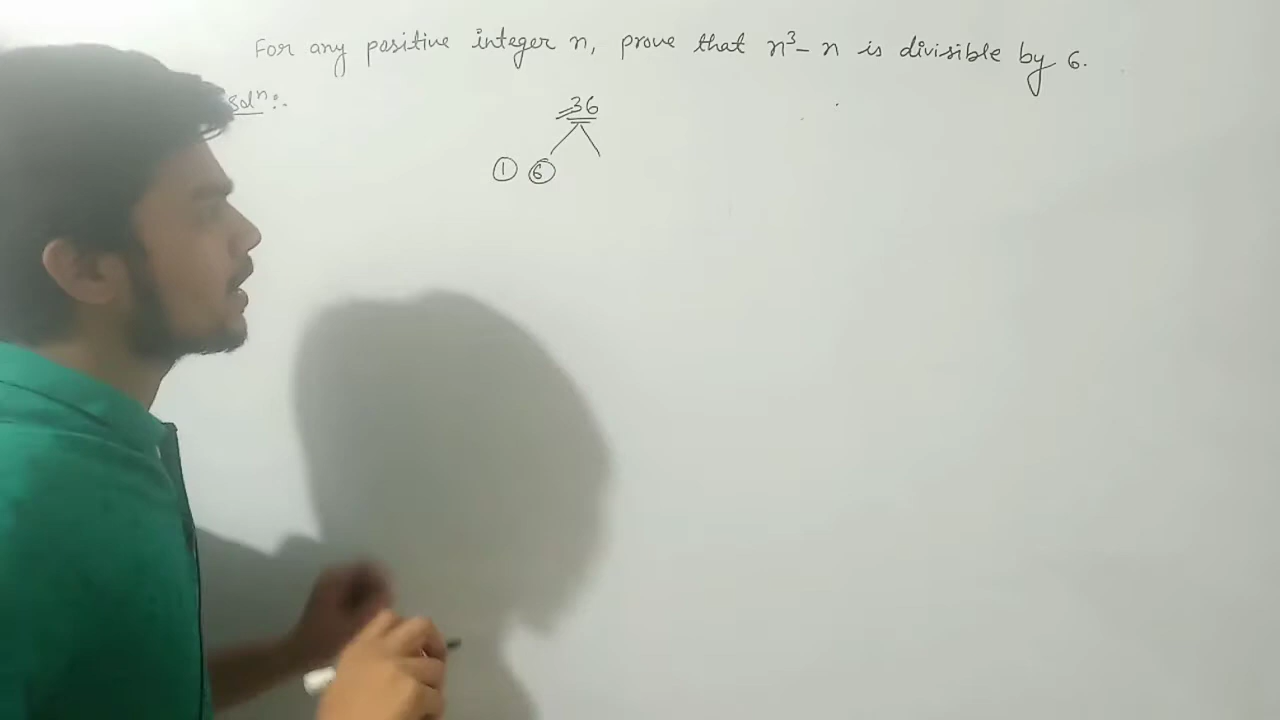 For any positive integer n, prove that n³- n is divisible by 6.
Solⁿ:-
36
1 6